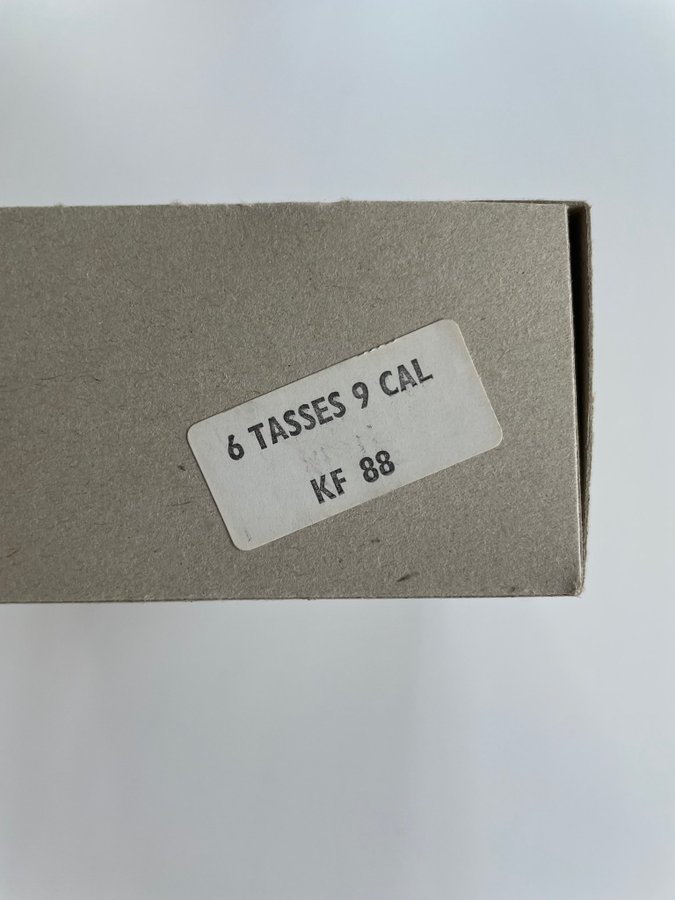 6 TASSES 9 CAL
KF 88